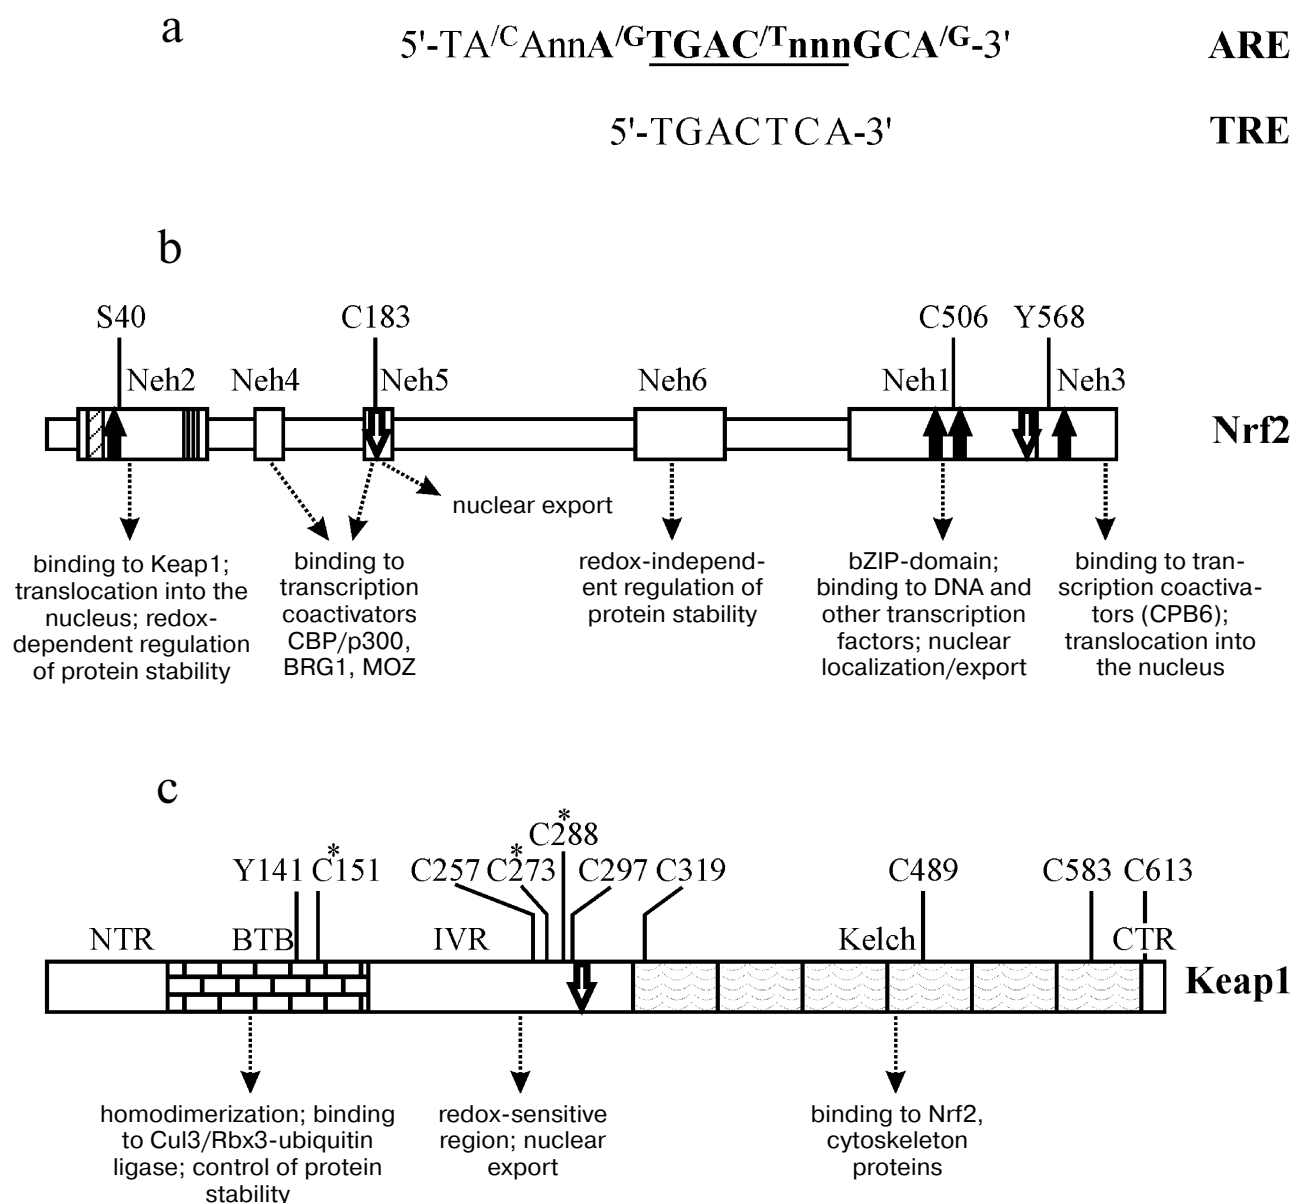 a
5'-TA/CAnnA/GTGAC/TnnnGCA/G-3' ARE
5'-TGACTCA-3' TRE
b
S40 C183 C506 Y568
Neh2 Neh4 Neh5 Neh6 Neh1 Neh3
Nrf2
nuclear export
binding to Keap1;
translocation into the
nucleus; redox-
dependent regulation
of protein stability
binding to
transcription
coactivators
CBP/p300,
BRG1, MOZ
redox-independ-
ent regulation of
protein stability
bZIP-domain;
binding to DNA and
other transcription
factors; nuclear
localization/export
binding to tran-
scription coactiva-
tors (CPB6);
translocation into
the nucleus
c
*
C288
* *
Y141 C151 C257 C273 C297 C319 C489 C583 C613
NTR BTB IVR Kelch CTR
Keap1
homodimerization; binding
to Cul3/Rbx3-ubiquitin
ligase; control of protein
stability
redox-sensitive
region; nuclear
export
binding to Nrf2,
cytoskeleton
proteins